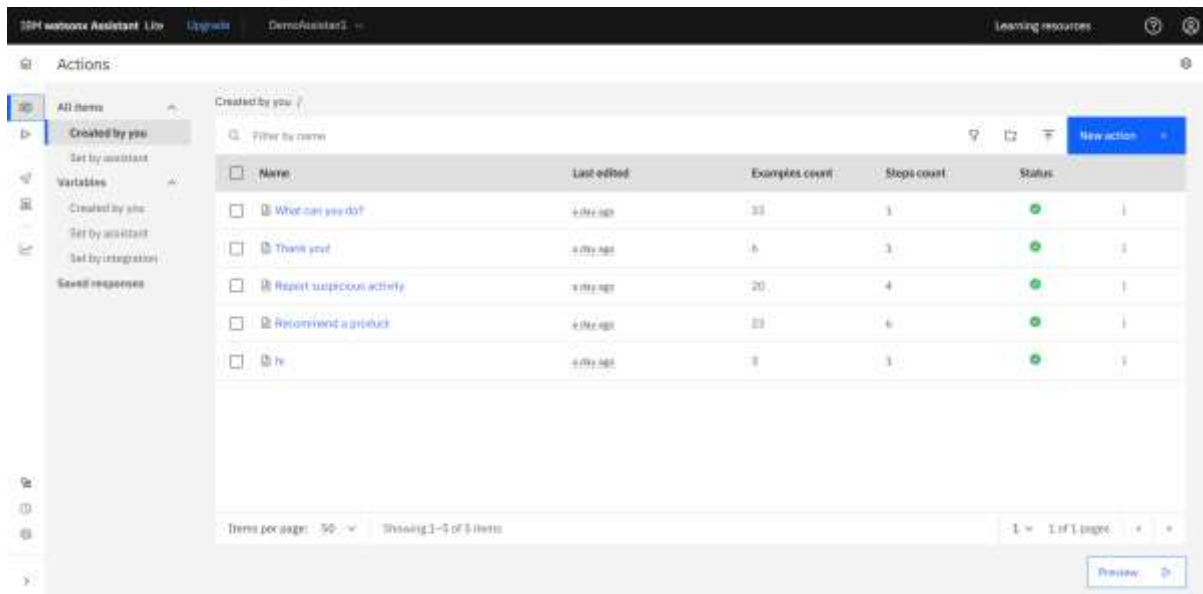 IBM watsonx Assistant Lite Upgrade DemoAssistant1 Learning resources
Actions
All items
Created by you
Set by assistant
Variables
Created by you
Set by assistant
Set by integration
Saved responses
Created by you /
Filter by name
New action +
Name Last edited Examples count Steps count Status
What can you do? a day ago
Thank you! a day ago 6
Report suspicious activity a day ago 20 4
Recommend a product a day ago 6
hi a day ago 3
Items per page: 50 Showing 1–5 of 5 items 1 1 of 1 pages
Preview